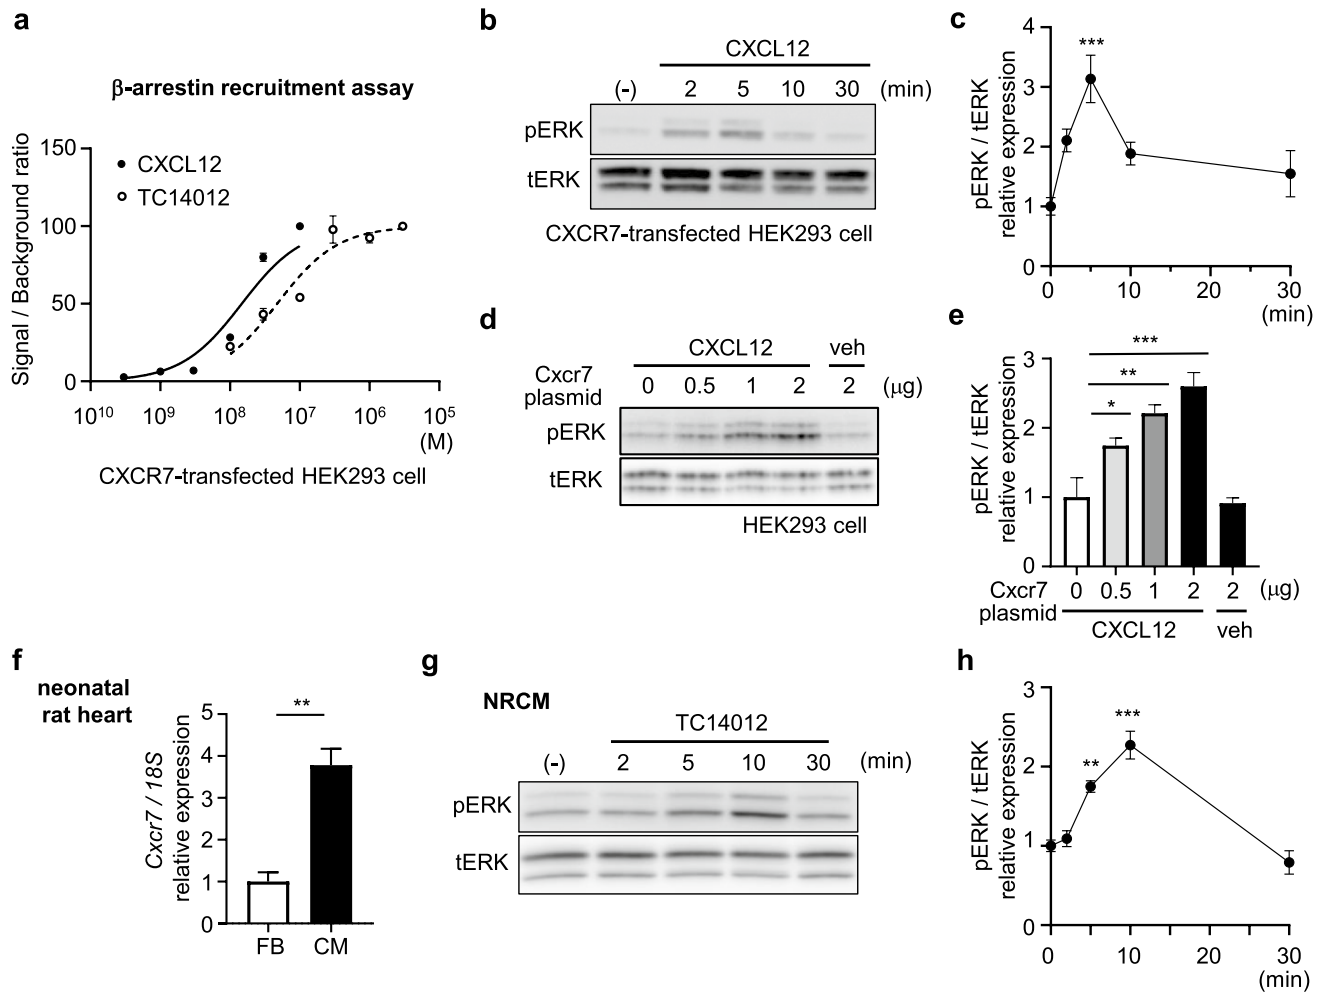 a
β-arrestin recruitment assay
Signal / Background ratio
150
100
50
0
CXCL12
TC14012
10^10 10^9 10^8 10^7 10^6 10^5
(M)
CXCR7-transfected HEK293 cell
b
CXCL12
(-) 2 5 10 30 (min)
pERK
tERK
CXCR7-transfected HEK293 cell
c
pERK / tERK
relative expression
4
3
2
1
0
***
0 10 20 30
(min)
d
CXCL12 veh
Cxcr7
plasmid
0 0.5 1 2 2 (μg)
pERK
tERK
HEK293 cell
e
pERK / tERK
relative expression
3
2
1
0
***
**
*
Cxcr7
plasmid
0 0.5 1 2 2 (μg)
CXCL12 veh
f
neonatal
rat heart
Cxcr7 / 18S
relative expression
5
4
3
2
1
0
**
FB CM
g
NRCM
TC14012
(-) 2 5 10 30 (min)
pERK
tERK
h
pERK / tERK
relative expression
3
2
1
0
***
**
0 10 20 30
(min)